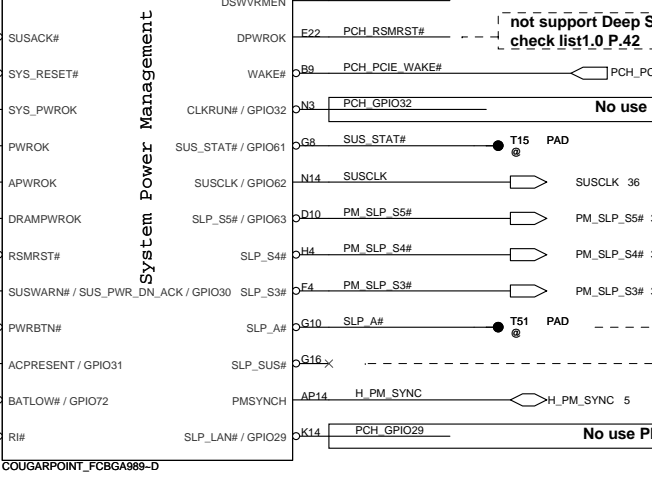 DSWVRMEN
not support Deep S
SUSACK# DPWROK E22 PCH_RSMRST#
check list1.0 P.42
SYS_RESET# WAKE# B9 PCH_PCIE_WAKE# PCH_PC
SYS_PWROK CLKRUN# / GPIO32 N3 PCH_GPIO32 No use
PWROK SUS_STAT# / GPIO61 G8 SUS_STAT# T15 PAD
@
APWROK SUSCLK / GPIO62 N14 SUSCLK SUSCLK 36
DRAMPWROK SLP_S5# / GPIO63 D10 PM_SLP_S5# PM_SLP_S5#
RSMRST# SLP_S4# H4 PM_SLP_S4# PM_SLP_S4#
SUSWARN# / SUS_PWR_DN_ACK / GPIO30 SLP_S3# F4 PM_SLP_S3# PM_SLP_S3#
PWRBTN# SLP_A# G10 SLP_A# T51 PAD
@
ACPRESENT / GPIO31 SLP_SUS# G16
BATLOW# / GPIO72 PMSYNCH AP14 H_PM_SYNC H_PM_SYNC 5
RI# SLP_LAN# / GPIO29 K14 PCH_GPIO29 No use P
System Power Management
COUGARPOINT_FCBGA989~D